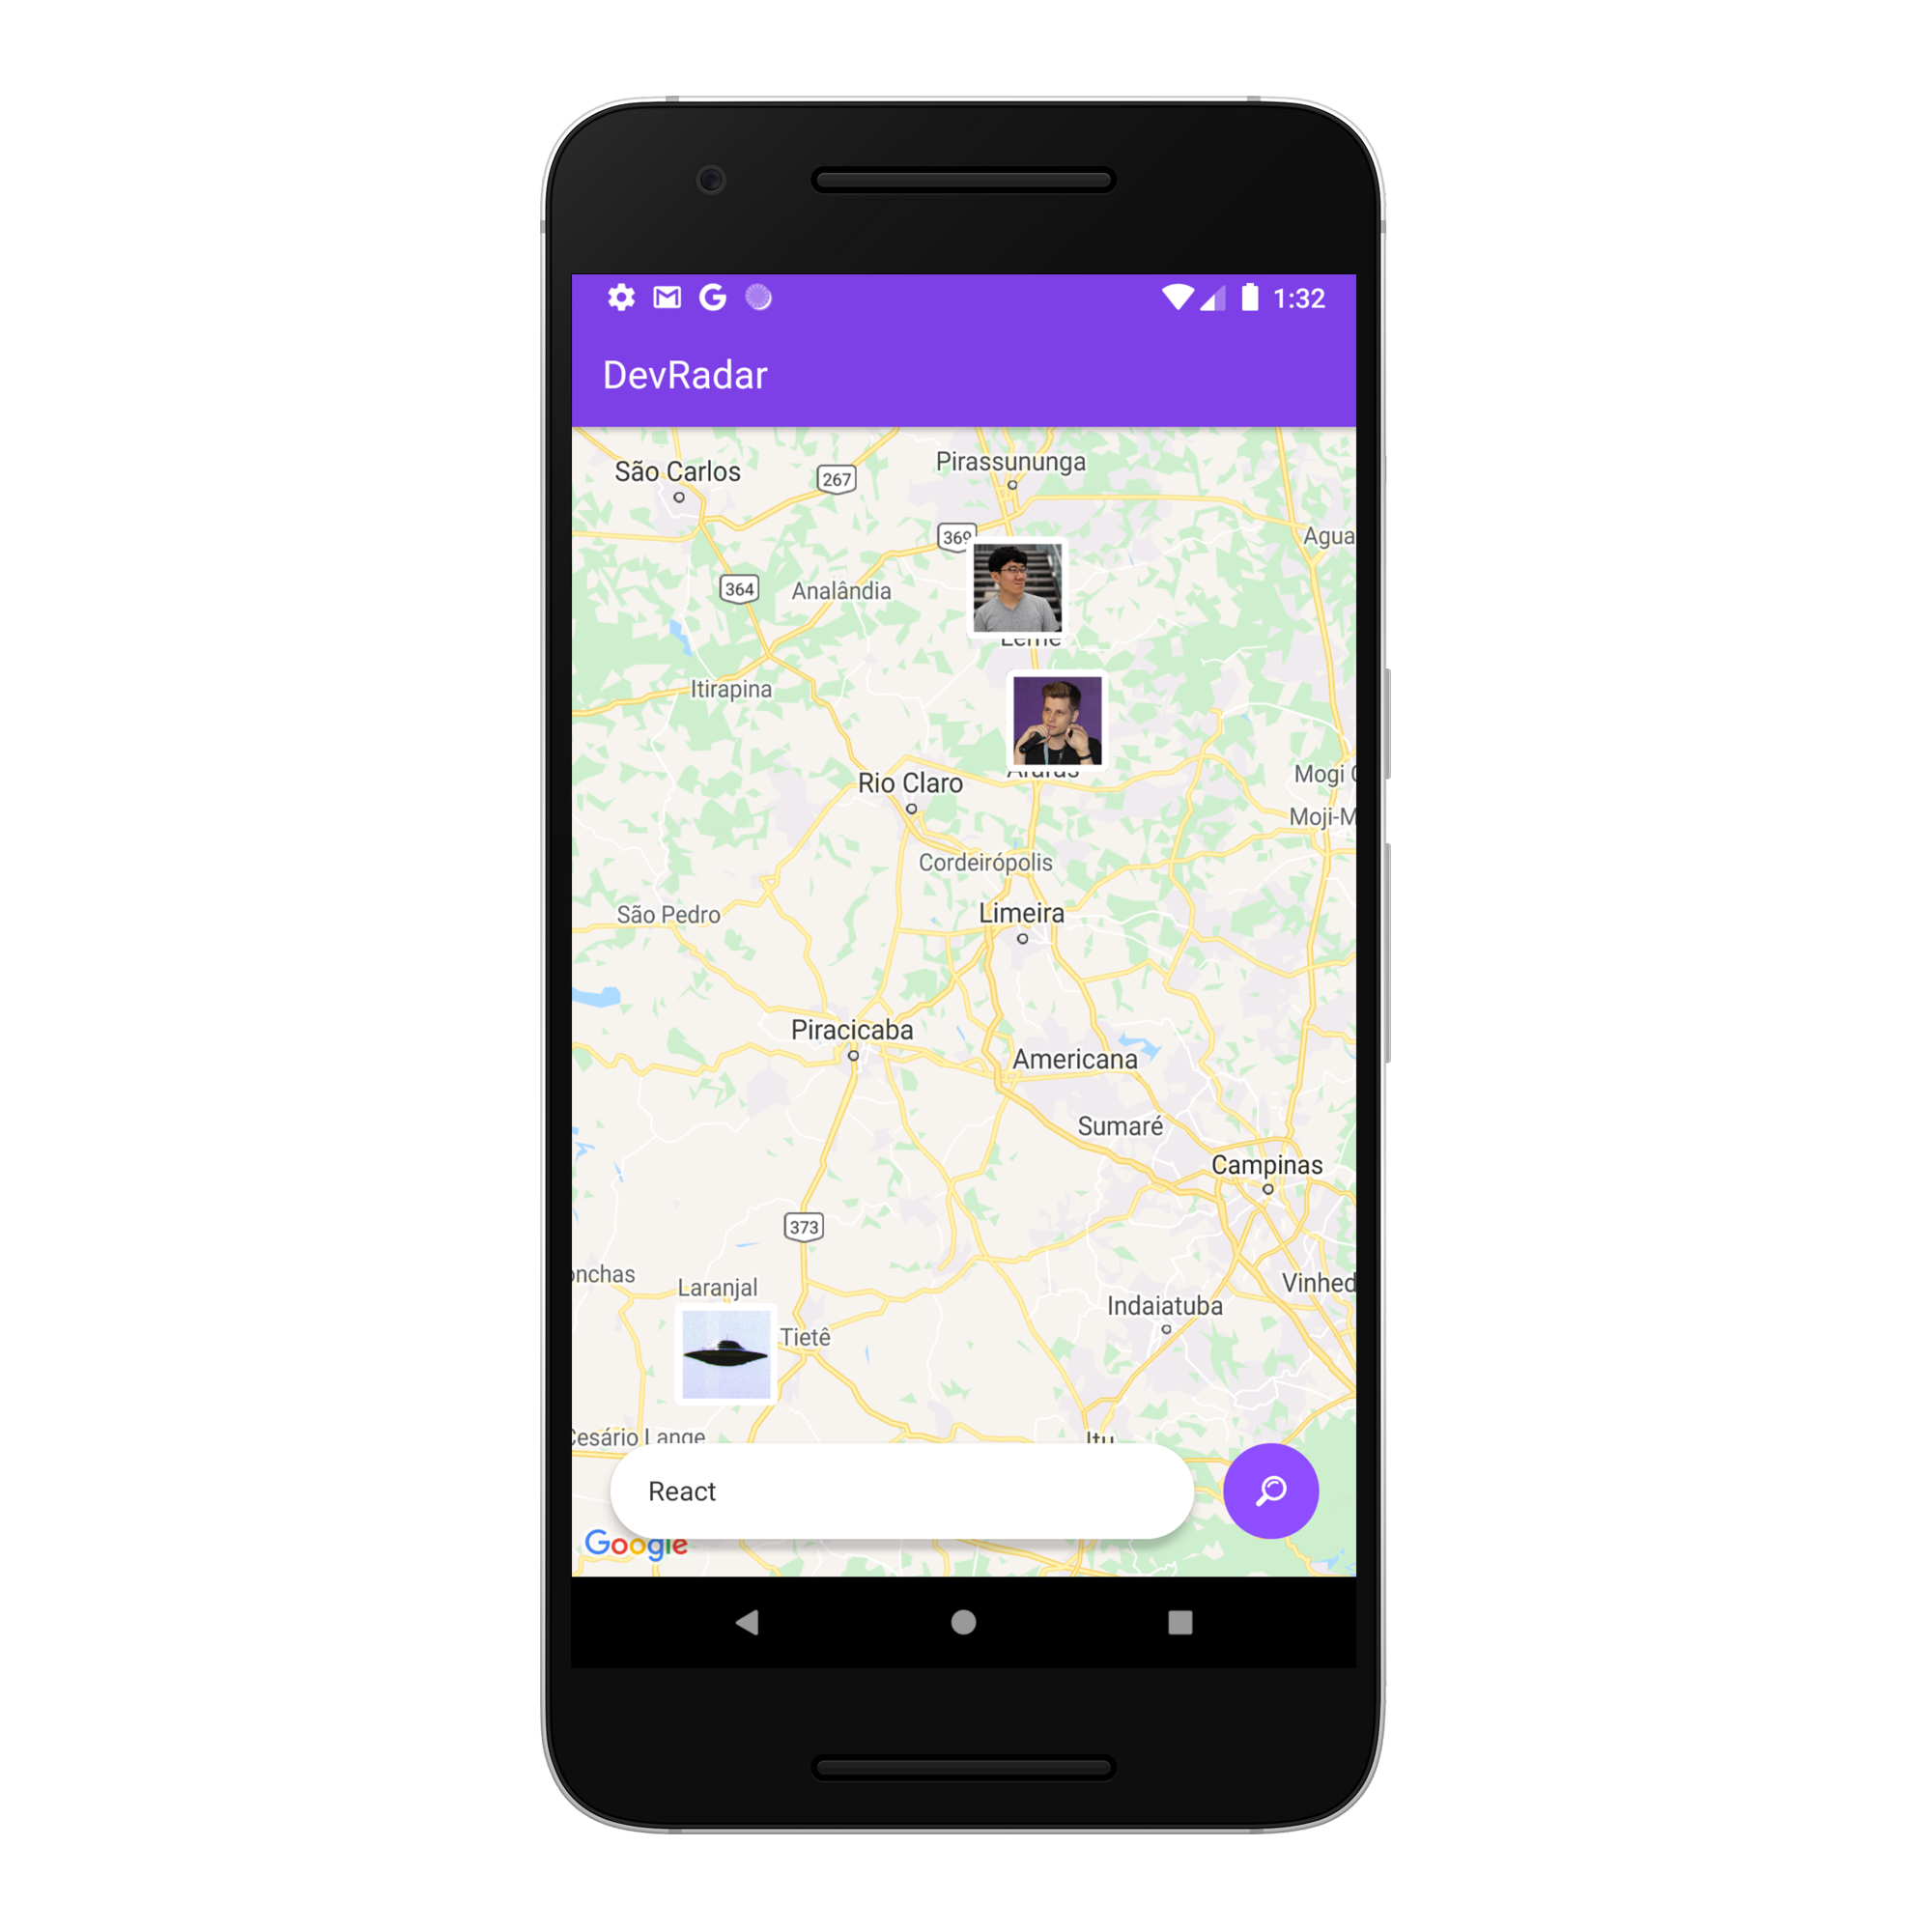 1:32
DevRadar
São Carlos
267
Pirassununga
369
Agua
364
Analândia
Leme
Itirapina
Araras
Rio Claro
Mogi
Moji-M
Cordeirópolis
São Pedro
Limeira
Piracicaba
Americana
Sumaré
Campinas
373
onchas
Laranjal
Vinhed
Indaiatuba
Tietê
Cesário Lange
Itu
React
Google